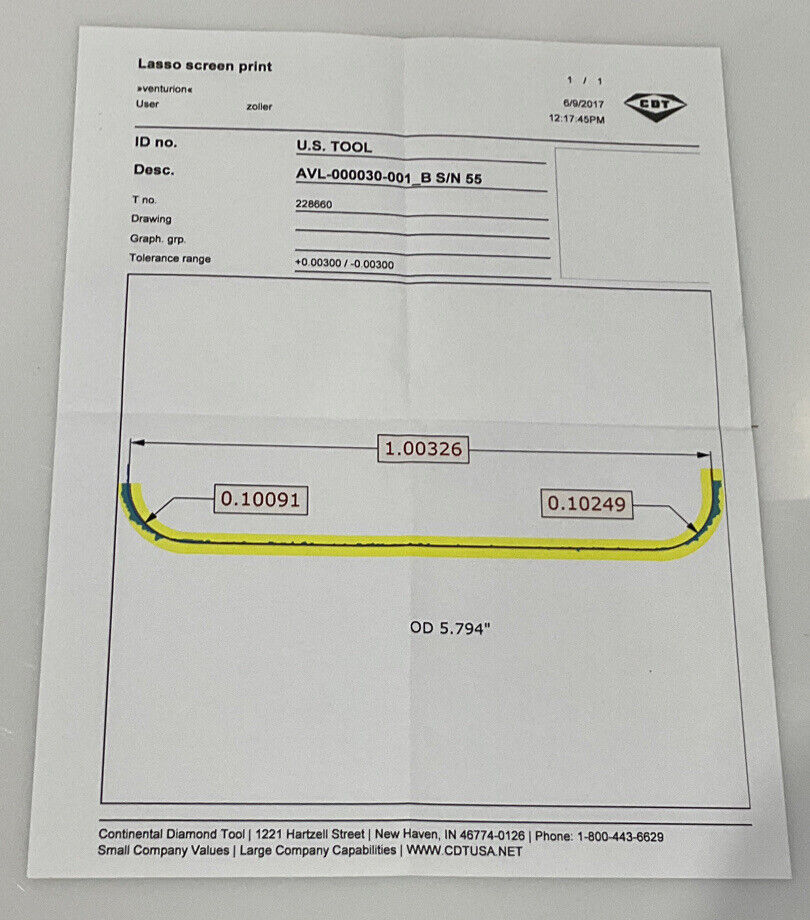 Lasso screen print
»venturion«
User zoller
1 / 1
6/9/2017
12:17:45PM
CDT
ID no. U.S. TOOL
Desc. AVL-000030-001_B S/N 55
T no. 228660
Drawing
Graph. grp.
Tolerance range +0.00300 / -0.00300
1.00326
0.10091
0.10249
OD 5.794"
Continental Diamond Tool | 1221 Hartzell Street | New Haven, IN 46774-0126 | Phone: 1-800-443-6629
Small Company Values | Large Company Capabilities | WWW.CDTUSA.NET